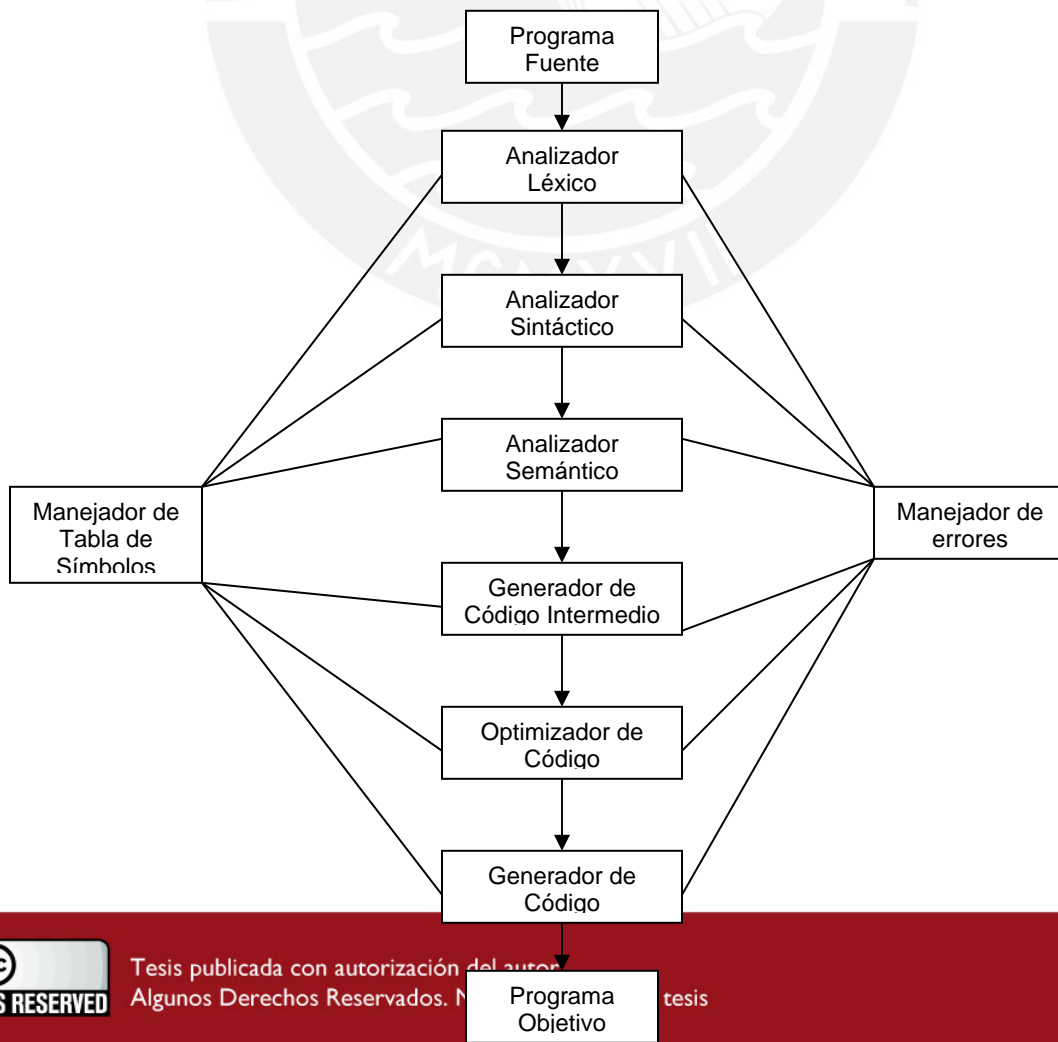 Programa
Fuente
Analizador
Léxico
Analizador
Sintáctico
Analizador
Semántico
Manejador de
Tabla de
Símbolos
Manejador de
errores
Generador de
Código Intermedio
Optimizador de
Código
Generador de
Código
Tesis publicada con autorización del autor
Algunos Derechos Reservados. tesis
S RESERVED
Programa
Objetivo